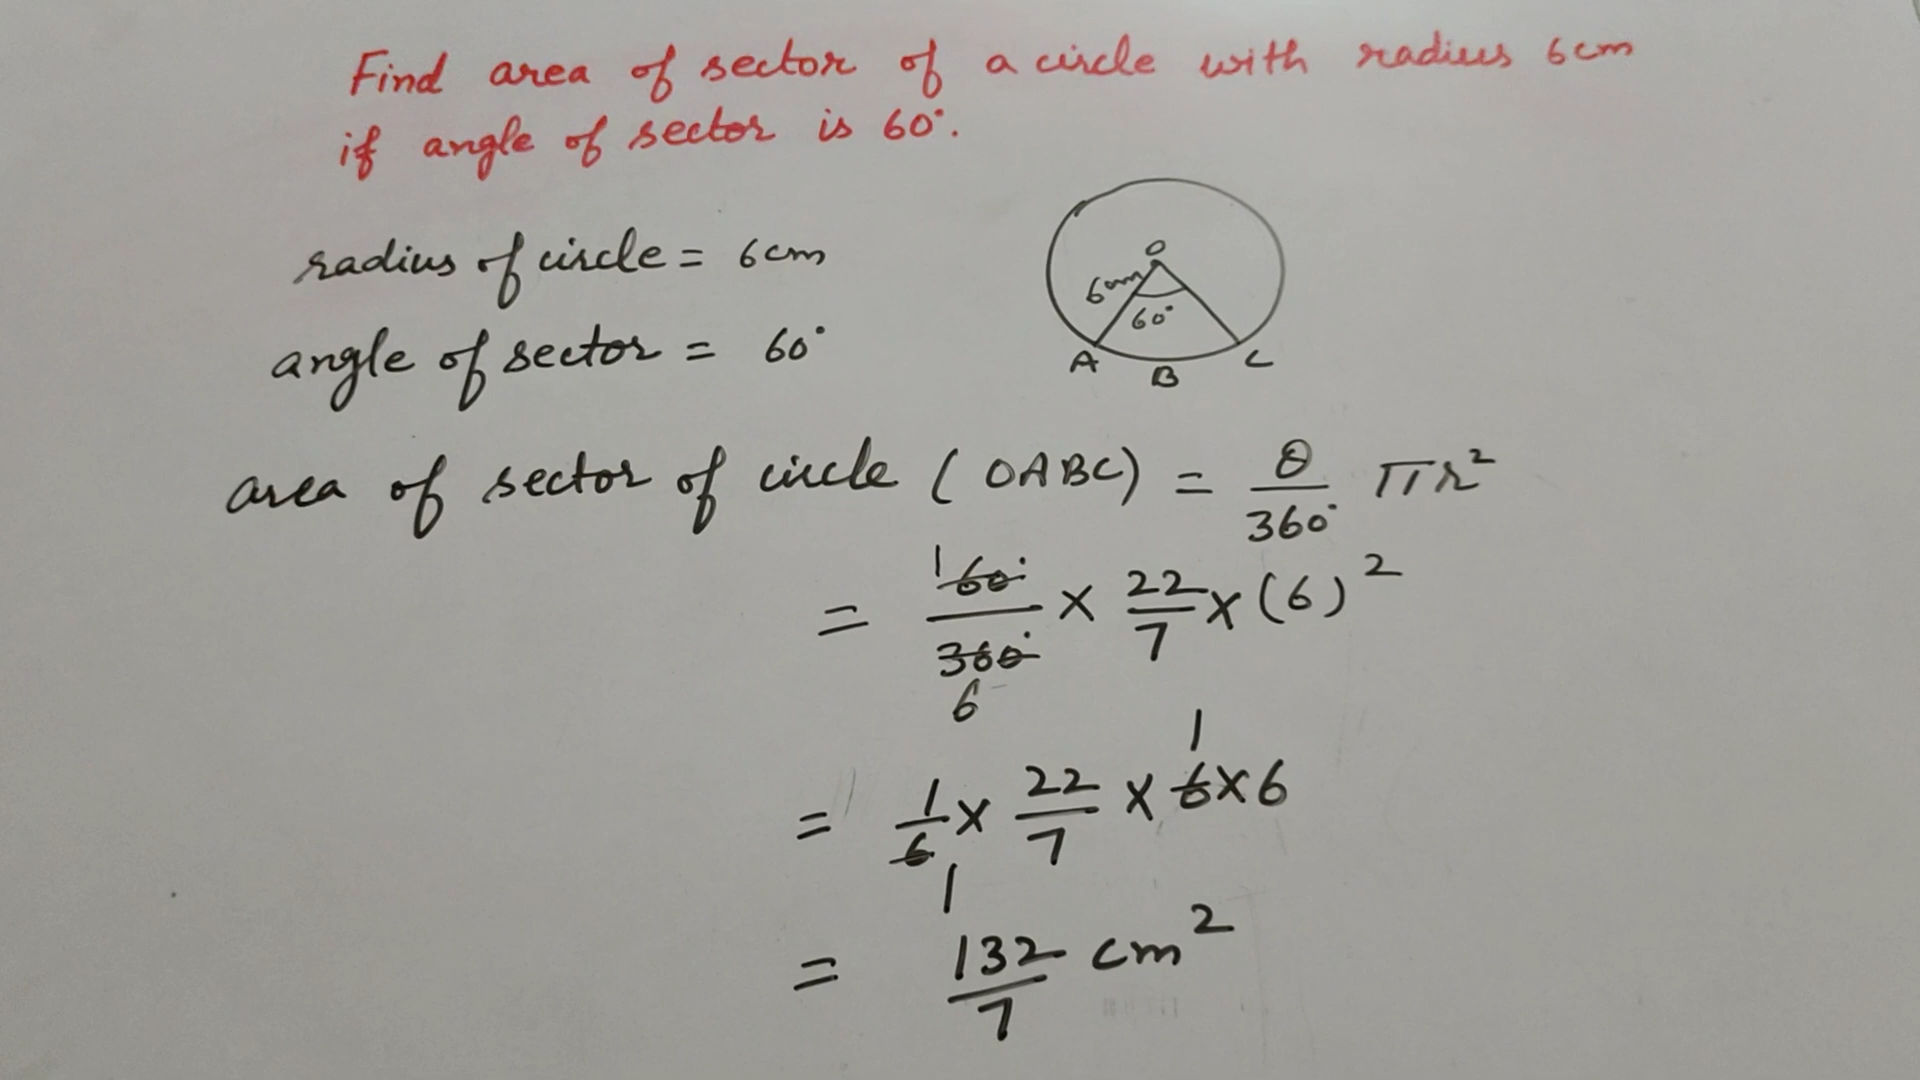 Find area of sector of a circle with radius 6cm
if angle of sector is 60°.
radius of circle = 6cm
angle of sector = 60°
O
6cm
60°
A
B
C
area of sector of circle (OABC) = θ/360° πr²
= 1 60°/360° 6 × 22/7 × (6)²
= 1/6 1 × 22/7 × 6 1 × 6
= 132/7 cm²